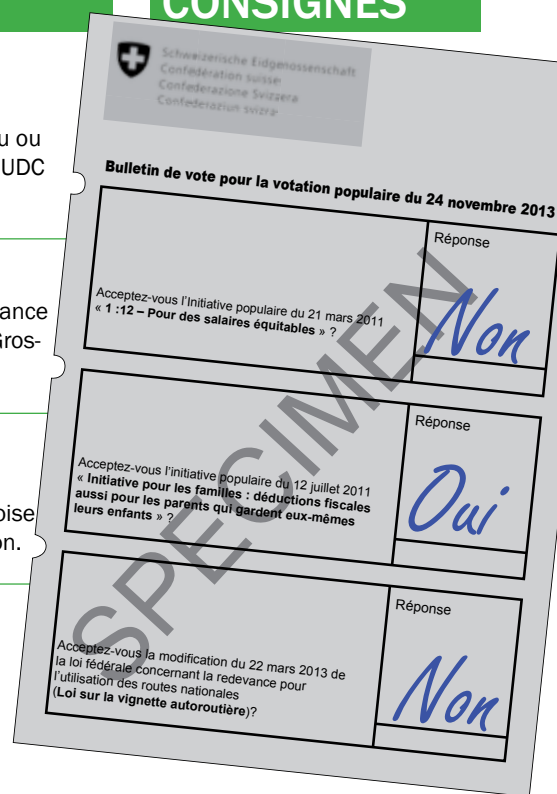 CONSIGNES
u ou
UDC
ance
Gros-
oise
on.
Schweizerische Eidgenossenschaft
Confédération suisse
Confederazione Svizzera
Confederaziun svizra
Bulletin de vote pour la votation populaire du 24 novembre 2013
Acceptez-vous l'Initiative populaire du 21 mars 2011
« 1 :12 – Pour des salaires équitables » ?
Réponse
Non
Acceptez-vous l'initiative populaire du 12 juillet 2011
« Initiative pour les familles : déductions fiscales
aussi pour les parents qui gardent eux-mêmes
leurs enfants » ?
Réponse
Oui
Acceptez-vous la modification du 22 mars 2013 de
la loi fédérale concernant la redevance pour
l'utilisation des routes nationales
(Loi sur la vignette autoroutière)?
Réponse
Non
SPECIMEN